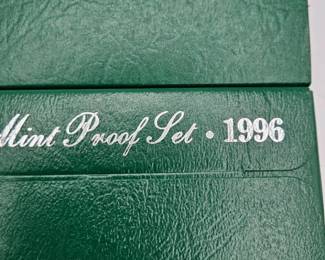 Mint Proof Set • 1996